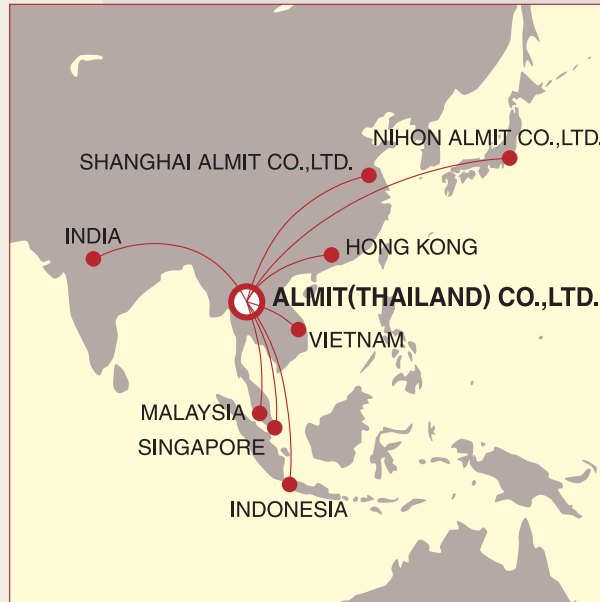 NIHON ALMIT CO.,LTD.
SHANGHAI ALMIT CO.,LTD.
INDIA
HONG KONG
ALMIT(THAILAND) CO.,LTD.
VIETNAM
MALAYSIA
SINGAPORE
INDONESIA